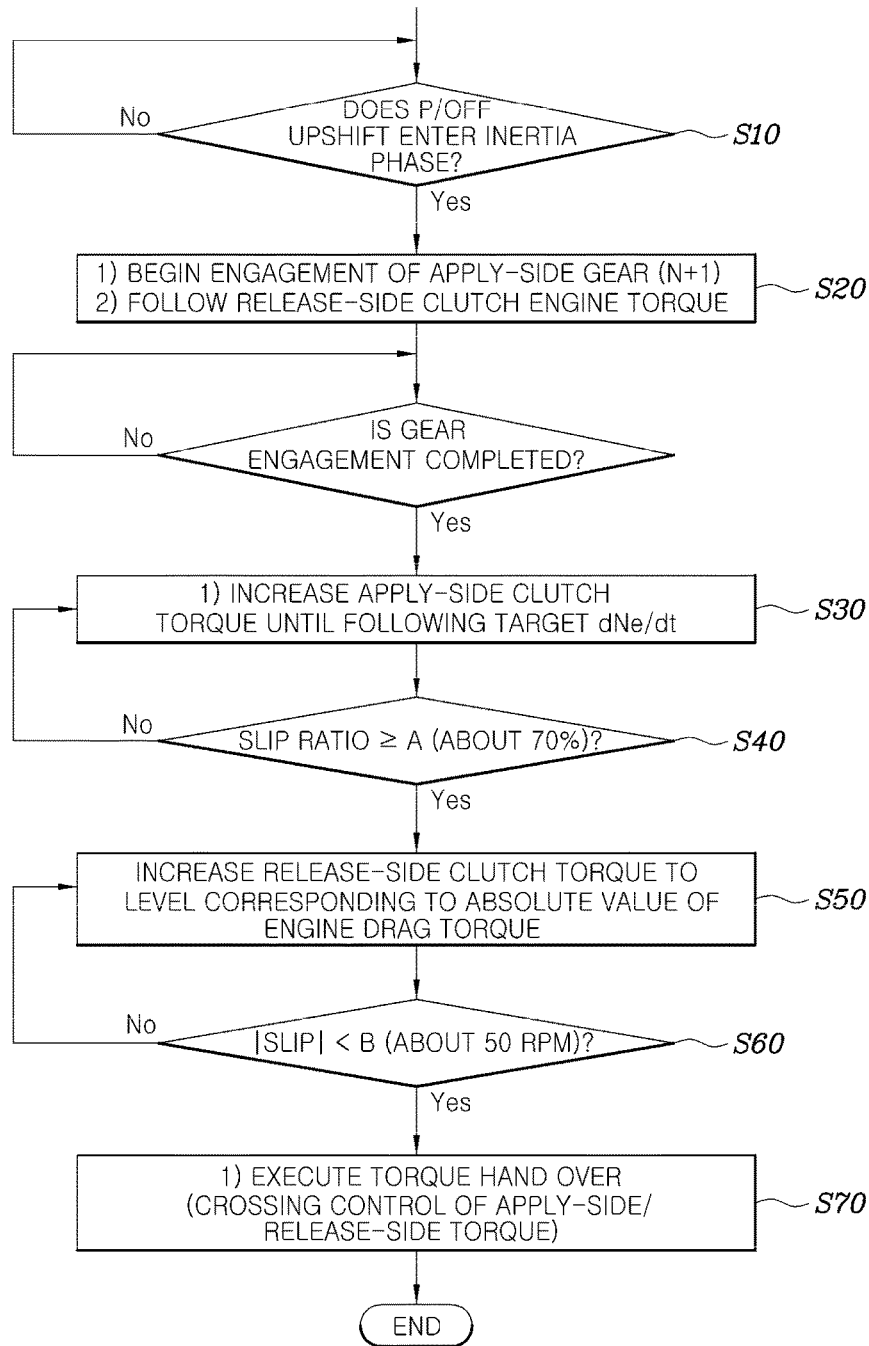 DOES P/OFF
UPSHIFT ENTER INERTIA
PHASE?
No
S10
Yes
1) BEGIN ENGAGEMENT OF APPLY-SIDE GEAR (N+1)
2) FOLLOW RELEASE-SIDE CLUTCH ENGINE TORQUE
S20
No
IS GEAR
ENGAGEMENT COMPLETED?
Yes
1) INCREASE APPLY-SIDE CLUTCH
TORQUE UNTIL FOLLOWING TARGET dNe/dt
S30
No
SLIP RATIO ≥ A (ABOUT 70%)?
S40
Yes
INCREASE RELEASE-SIDE CLUTCH TORQUE TO
LEVEL CORRESPONDING TO ABSOLUTE VALUE OF
ENGINE DRAG TORQUE
S50
No
|SLIP| < B (ABOUT 50 RPM)?
S60
Yes
1) EXECUTE TORQUE HAND OVER
(CROSSING CONTROL OF APPLY-SIDE/
RELEASE-SIDE TORQUE)
S70
END